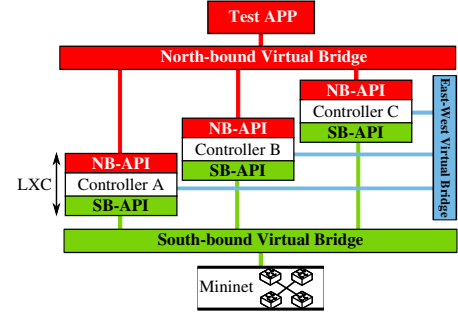 Test APP
North-bound Virtual Bridge
NB-API
Controller C
SB-API
East-West Virtual Bridge
NB-API
Controller B
SB-API
NB-API
LXC
Controller A
SB-API
South-bound Virtual Bridge
Mininet